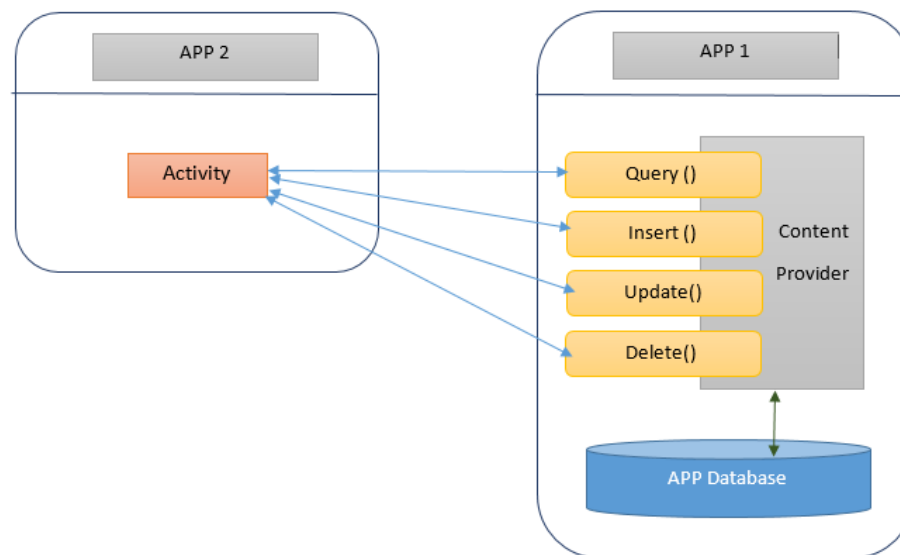 APP 2
APP 1
Activity
Query ()
Insert ()
Update()
Delete()
Content
Provider
APP Database